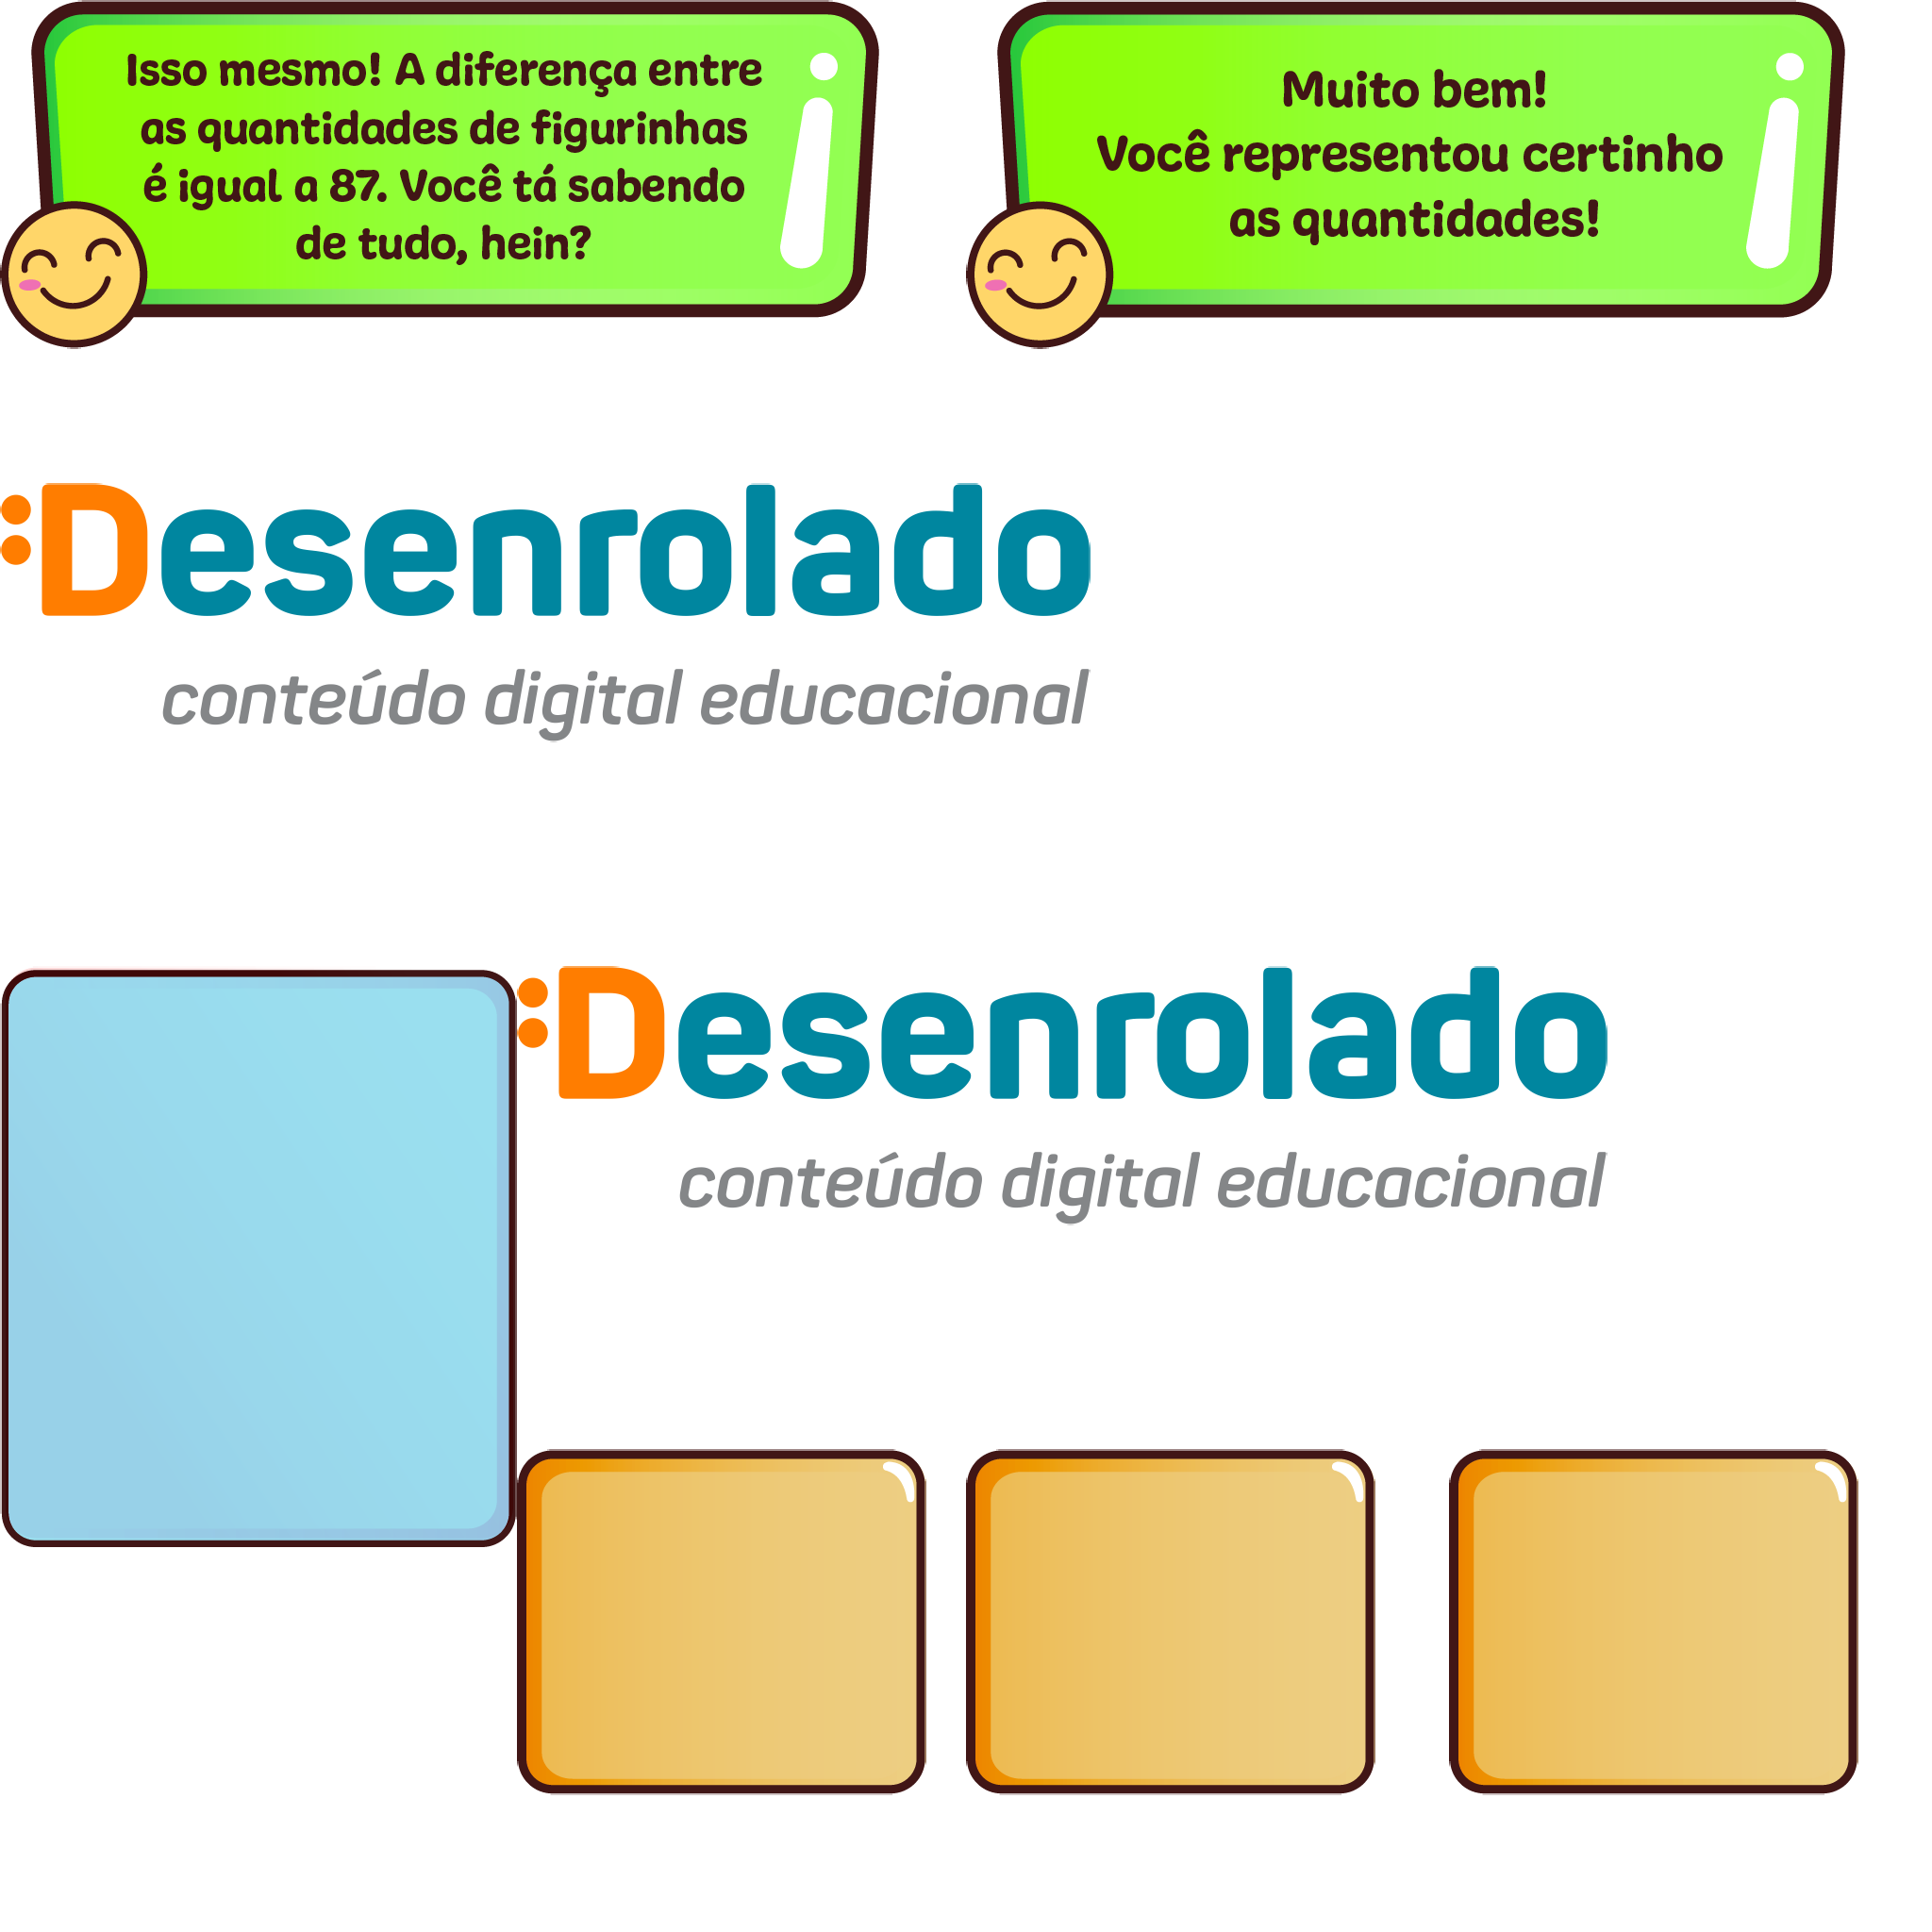 Isso mesmo! A diferença entre
as quantidades de figurinhas
é igual a 87. Você tá sabendo
de tudo, hein?
Muito bem!
Você representou certinho
as quantidades!
:Desenrolado
conteúdo digital educacional
:Desenrolado
conteúdo digital educacional